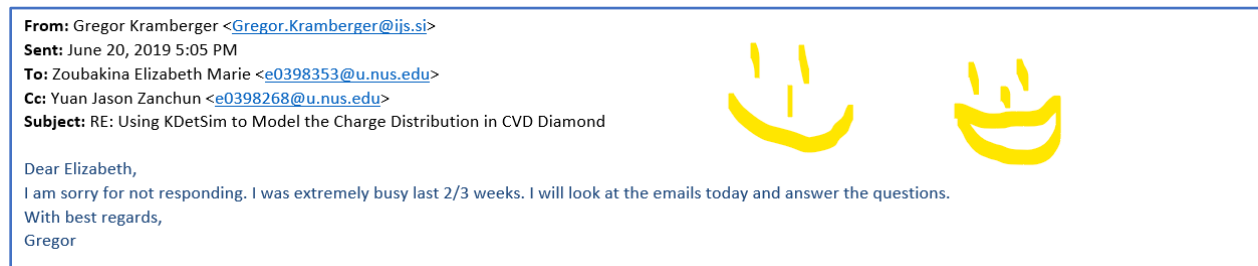 From: Gregor Kramberger <Gregor.Kramberger@ijs.si>
Sent: June 20, 2019 5:05 PM
To: Zoubakina Elizabeth Marie <e0398353@u.nus.edu>
Cc: Yuan Jason Zanchun <e0398268@u.nus.edu>
Subject: RE: Using KDetSim to Model the Charge Distribution in CVD Diamond
Dear Elizabeth,
I am sorry for not responding. I was extremely busy last 2/3 weeks. I will look at the emails today and answer the questions.
With best regards,
Gregor